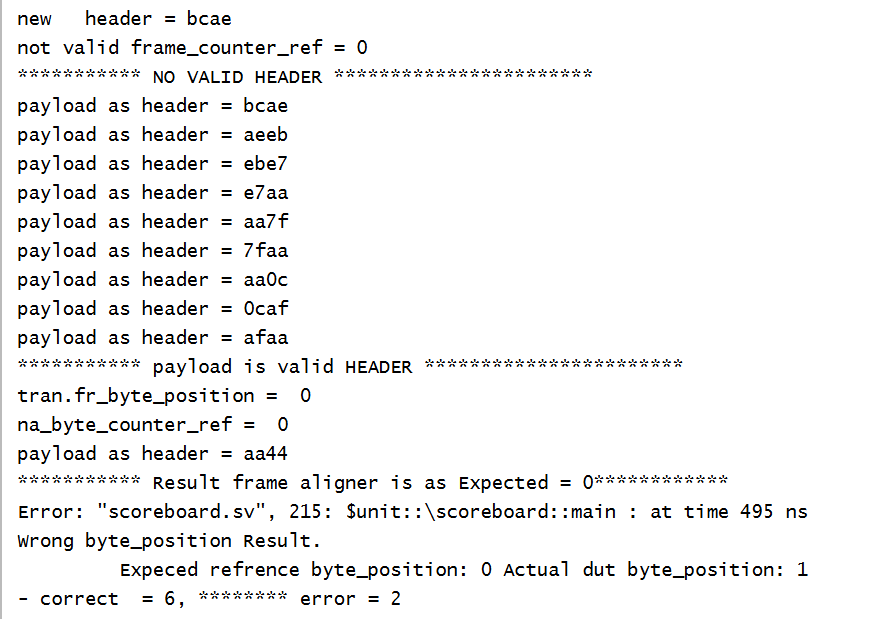 new   header = bcae
not valid frame_counter_ref = 0
*********** NO VALID HEADER ***********************
payload as header = bcae
payload as header = aeeb
payload as header = ebe7
payload as header = e7aa
payload as header = aa7f
payload as header = 7faa
payload as header = aa0c
payload as header = 0caf
payload as header = afaa
*********** payload is valid HEADER ***********************
tran.fr_byte_position =  0
na_byte_counter_ref =  0
payload as header = aa44
*********** Result frame aligner is as Expected = 0************
Error: "scoreboard.sv", 215: $unit::\scoreboard::main : at time 495 ns
Wrong byte_position Result.
         Expeced refrence byte_position: 0 Actual dut byte_position: 1
- correct  = 6, ******** error = 2